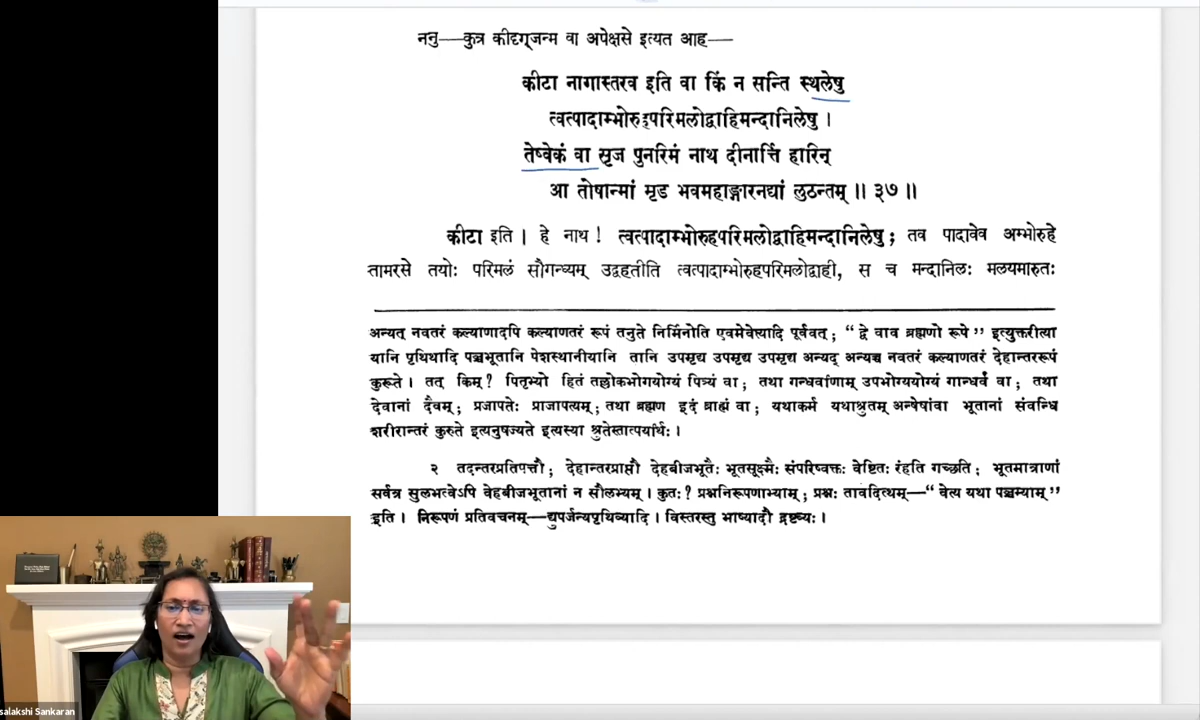 ननु—कुत्र कीदृग्जन्म वा अपेक्षसे इत्यत आह—
कीटा नागास्तरव इति वा किं न सन्ति स्थलेषु
त्वत्पादाम्भोरुहपरिमलोद्वाहिमन्दानिलेषु ।
तेष्वेकं वा सृज पुनरिमं नाथ दीनार्त्ति हारिन्
आ तोषान्मां मृड भवमहाङ्गारनद्यां लुठन्तम् ॥ ३७ ॥
कीटा इति । हे नाथ ! त्वत्पादाम्भोरुहपरिमलोद्वाहिमन्दानिलेषु ; तव पादावेव अम्भोरुहे
तामरसे तयोः परिमलं सौगन्ध्यम् उद्वहतीति त्वत्पादाम्भोरुहपरिमलोद्वाही, स च मन्दानिलः मलयमारुतः
अन्यत् नवतरं कल्याणादपि कल्याणतरं रूपं तनुते निर्मिनोति एवमेवेत्यादि पूर्ववत् ; “ द्वे वाव ब्रह्मणो रूपे ” इत्युक्तरीत्या
यानि पृथिथादि पञ्चभूतानि पेशस्थानीयानि तानि उपमृद्य उपमृद्य उपमृद्य अन्यद् अन्यच्च नवतरं कल्याणतरं देहान्तररूपं
कुरुते । तत् किम् ? पितृभ्यो हितं तल्लोकभोगयोग्यं पित्र्यं वा ; तथा गन्धर्वाणाम् उपभोग्ययोग्यं गान्धर्वं वा ; तथा
देवानां दैवम् ; प्रजापतेः प्राजापत्यम् ; तथा ब्रह्मण इदं ब्राह्मं वा ; यथाकर्म यथाश्रुतम् अन्षेषांवा भूतानां संवन्धि
शरीरान्तरं कुरुते इत्यनुषज्यते इत्यस्या श्रुतेस्तात्पर्यार्थः ।
२ तदन्तरप्रतिपत्तौ ; देहान्तरप्राप्तौ देहबीजभूतैः भूतसूक्ष्मैः संपरिष्वक्तः वेष्टितः रंहति गच्छति ; भूतमात्राणां
सर्वत्र सुलभत्वेऽपि वेहबीजभूतानां न सौलभ्यम् । कुतः ? प्रश्ननिरूपणाभ्याम् ; प्रश्नः तावदित्थम्—“ वेत्य यथा पञ्चम्याम् ”
इति । निरूपणं प्रतिवचनम्—द्युपर्जन्यपृथिव्यादि । विस्तरस्तु भाष्यादौ द्रष्टव्यः ।
salakshi Sankaran